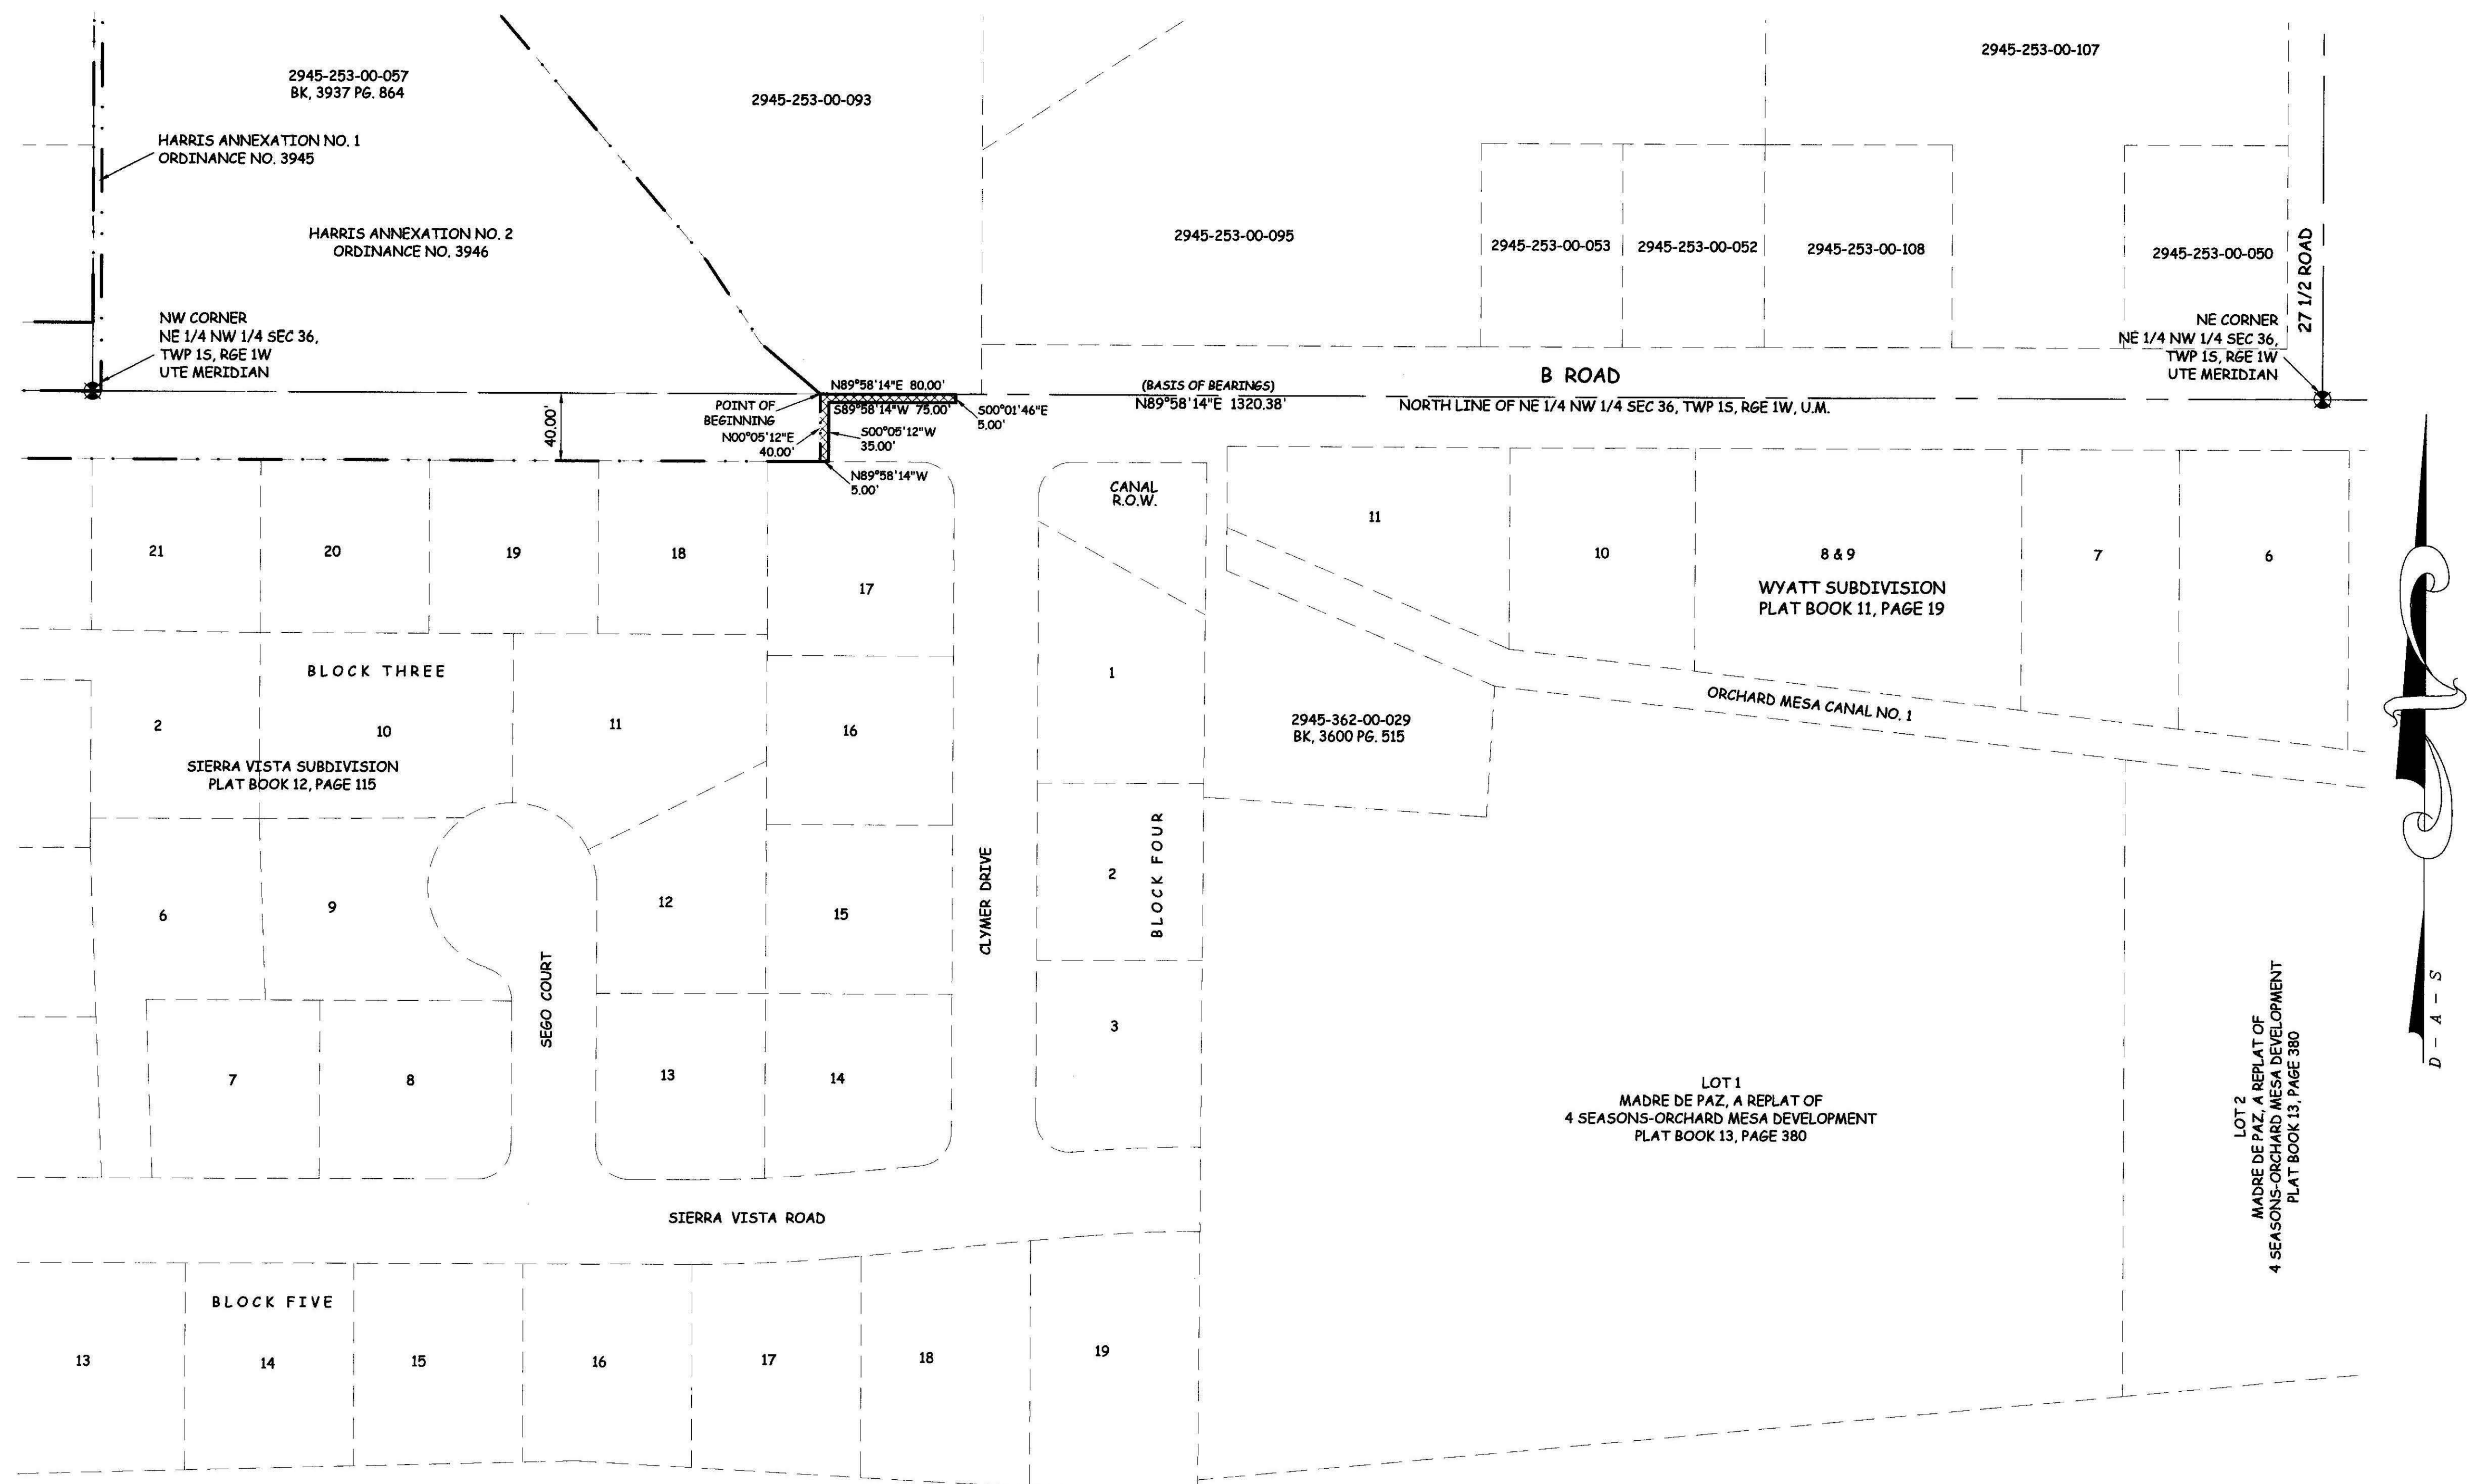 2945-253-00-057
BK, 3937 PG. 864
2945-253-00-093
2945-253-00-107
HARRIS ANNEXATION NO. 1
ORDINANCE NO. 3945
HARRIS ANNEXATION NO. 2
ORDINANCE NO. 3946
2945-253-00-095
2945-253-00-053
2945-253-00-052
2945-253-00-108
2945-253-00-050
27 1/2 ROAD
NW CORNER
NE 1/4 NW 1/4 SEC 36,
TWP 1S, RGE 1W
UTE MERIDIAN
NE CORNER
NE 1/4 NW 1/4 SEC 36,
TWP 1S, RGE 1W
UTE MERIDIAN
B ROAD
N89°58'14"E 80.00'
(BASIS OF BEARINGS)
N89°58'14"E 1320.38'
NORTH LINE OF NE 1/4 NW 1/4 SEC 36, TWP 1S, RGE 1W, U.M.
POINT OF
BEGINNING
S89°58'14"W 75.00'
S00°01'46"E
5.00'
40.00'
N00°05'12"E
40.00'
S00°05'12"W
35.00'
N89°58'14"W
5.00'
CANAL
R.O.W.
21
20
19
18
17
11
10
8 & 9
7
6
WYATT SUBDIVISION
PLAT BOOK 11, PAGE 19
BLOCK THREE
2
10
11
16
1
SIERRA VISTA SUBDIVISION
PLAT BOOK 12, PAGE 115
2945-362-00-029
BK, 3600 PG. 515
ORCHARD MESA CANAL NO. 1
6
9
12
15
2
BLOCK FOUR
CLYMER DRIVE
SEGO COURT
7
8
13
14
3
LOT 1
MADRE DE PAZ, A REPLAT OF
4 SEASONS-ORCHARD MESA DEVELOPMENT
PLAT BOOK 13, PAGE 380
LOT 2
MADRE DE PAZ, A REPLAT OF
4 SEASONS-ORCHARD MESA DEVELOPMENT
PLAT BOOK 13, PAGE 380
D - A - S
SIERRA VISTA ROAD
BLOCK FIVE
13
14
15
16
17
18
19